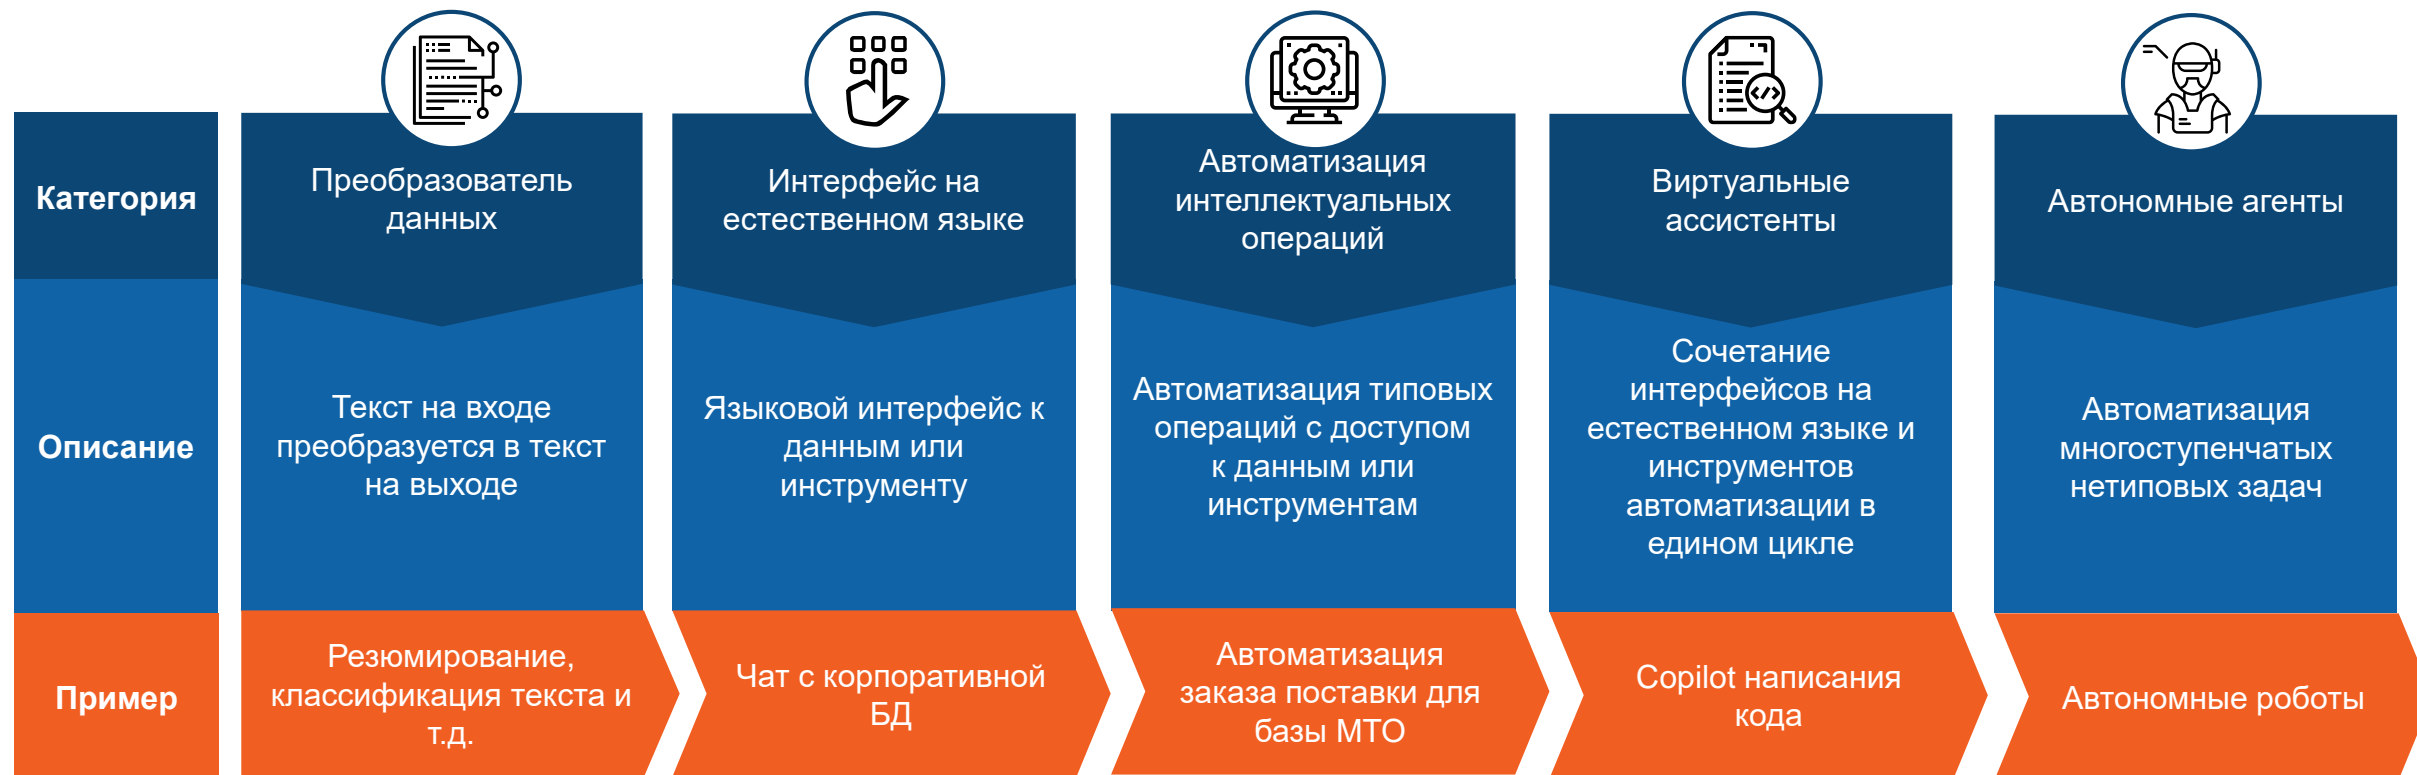 Категория
Преобразователь
данных
Интерфейс на
естественном языке
Автоматизация
интеллектуальных
операций
Виртуальные
ассистенты
Автономные агенты
Описание
Текст на входе
преобразуется в текст
на выходе
Языковой интерфейс к
данным или
инструменту
Автоматизация типовых
операций с доступом
к данным или
инструментам
Сочетание
интерфейсов на
естественном языке и
инструментов
автоматизации в
едином цикле
Автоматизация
многоступенчатых
нетиповых задач
Пример
Резюмирование,
классификация текста и
т.д.
Чат с корпоративной
БД
Автоматизация
заказа поставки для
базы МТО
Copilot написания
кода
Автономные роботы